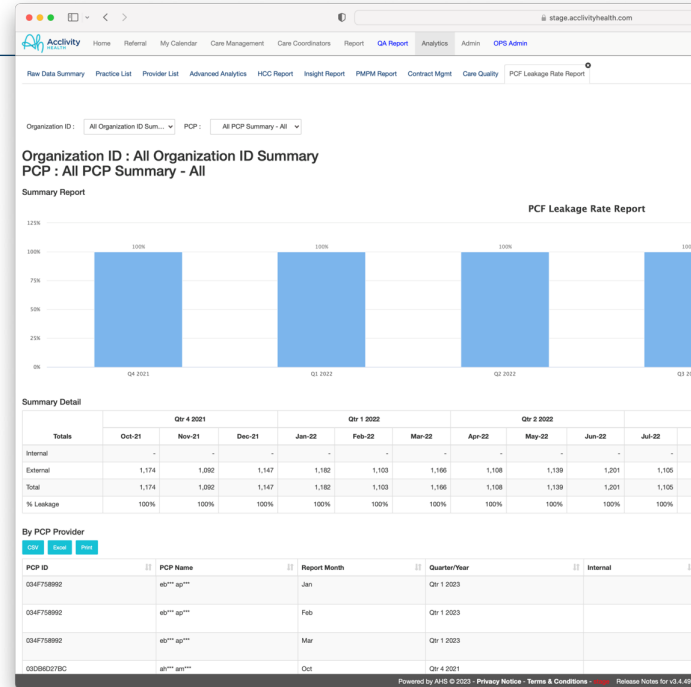 stage.acclivityhealth.com
Acclivity
HEALTH
Home Referral My Calendar Care Management Care Coordinators Report QA Report Analytics Admin OPS Admin
Raw Data Summary Practice List Provider List Advanced Analytics HCC Report Insight Report PMPM Report Contract Mgmt Care Quality PCF Leakage Rate Report
Organization ID : All Organization ID Sum... PCP : All PCP Summary - All
Organization ID : All Organization ID Summary
PCP : All PCP Summary - All
Summary Report
PCF Leakage Rate Report
125%
100% 100% 100% 100%
75%
50%
25%
0%
Q4 2021 Q1 2022 Q2 2022
Summary Detail
Qtr 4 2021 Qtr 1 2022 Qtr 2 2022
Totals Oct-21 Nov-21 Dec-21 Jan-22 Feb-22 Mar-22 Apr-22 May-22 Jun-22 Jul-22
Internal - - - - - - - - - -
External 1,174 1,092 1,147 1,182 1,103 1,166 1,108 1,139 1,201 1,105
Total 1,174 1,092 1,147 1,182 1,103 1,166 1,108 1,139 1,201 1,105
% Leakage 100% 100% 100% 100% 100% 100% 100% 100% 100% 100%
By PCP Provider
CSV Excel Print
PCP ID PCP Name Report Month Quarter/Year Internal
034F758992 eb*** ap*** Jan Qtr 1 2023
034F758992 eb*** ap*** Feb Qtr 1 2023
034F758992 eb*** ap*** Mar Qtr 1 2023
03DB6D27BC ah*** am*** Oct Qtr 4 2021
Powered by AHS © 2023 - Privacy Notice - Terms & Conditions - Release Notes for v3.4.49